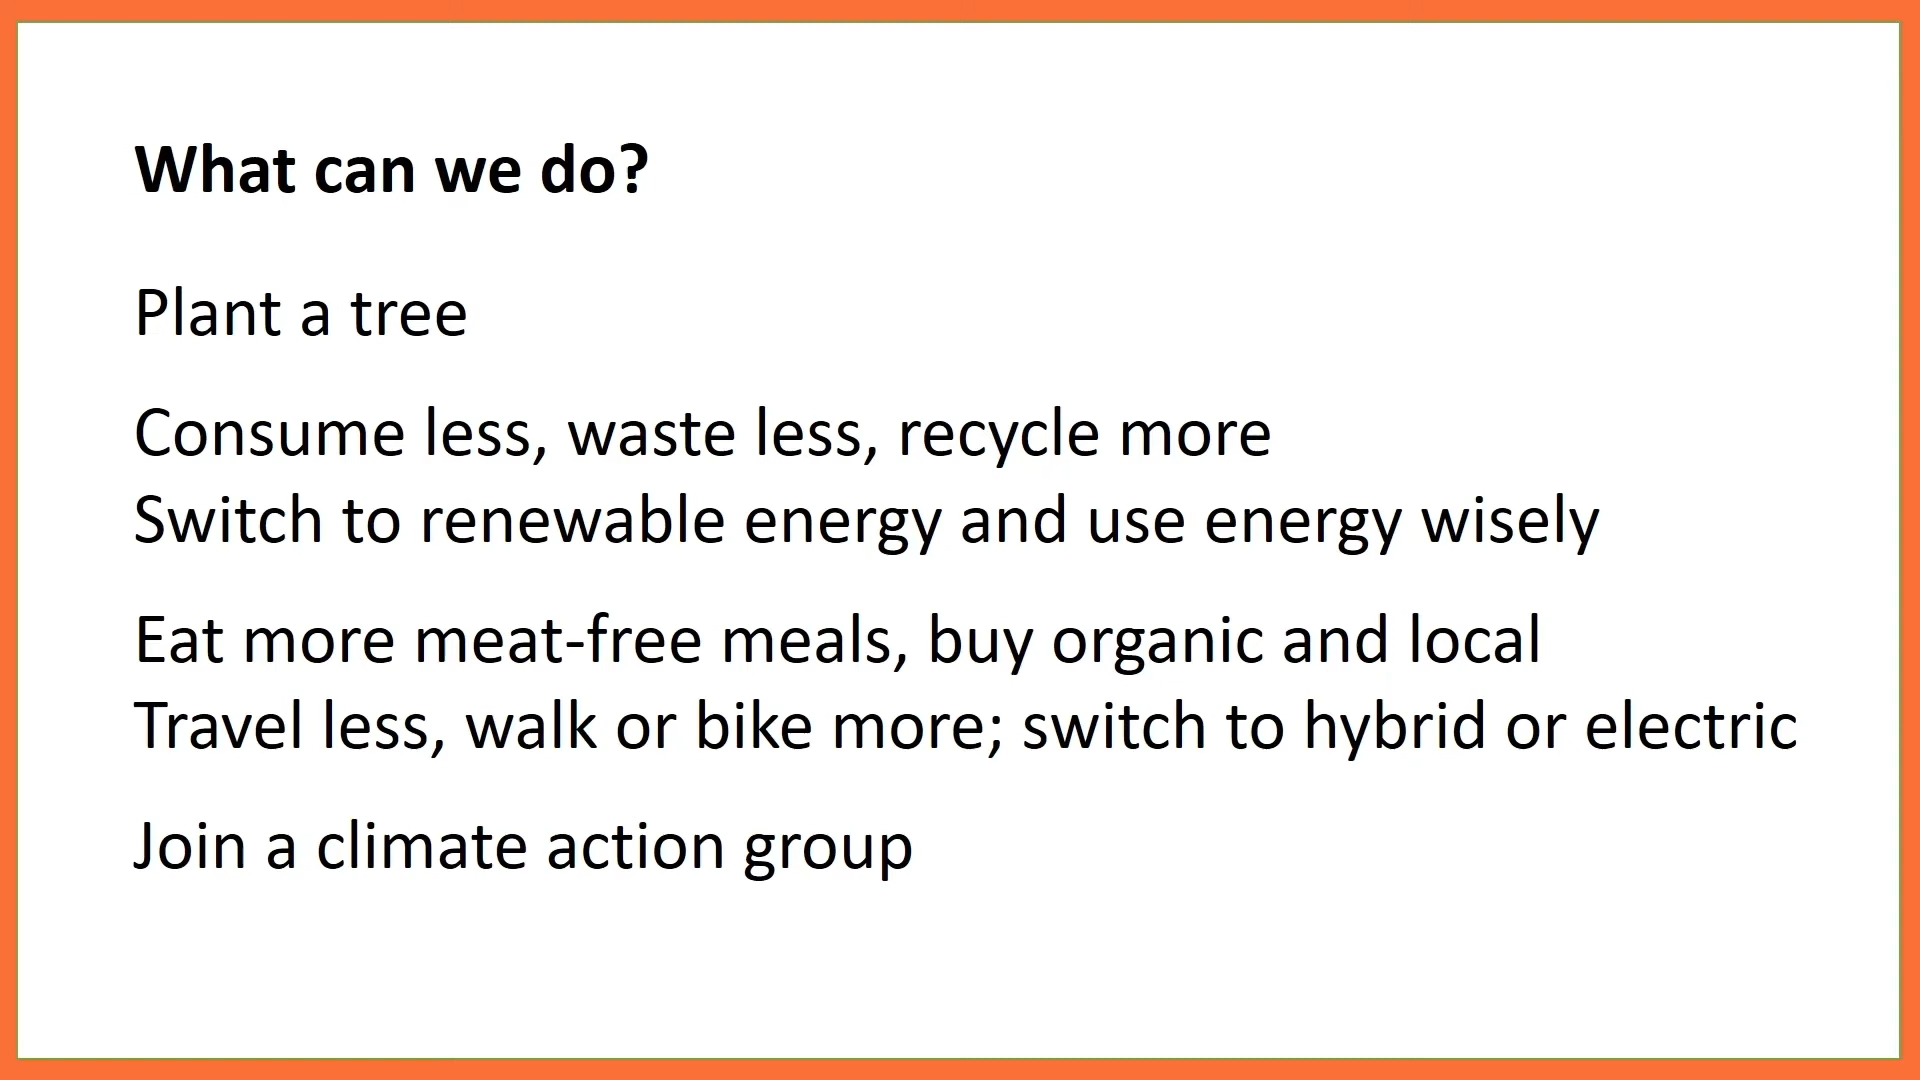 What can we do?
Plant a tree
Consume less, waste less, recycle more
Switch to renewable energy and use energy wisely
Eat more meat-free meals, buy organic and local
Travel less, walk or bike more; switch to hybrid or electric
Join a climate action group